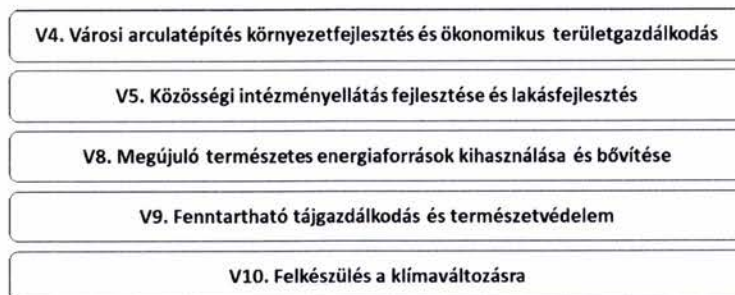 V4. Városi arculatépítés környezetfejlesztés és ökonomikus területgazdálkodás
V5. Közösségi intézményellátás fejlesztése és lakásfejlesztés
V8. Megújuló természetes energiaforrások kihasználása és bővítése
V9. Fenntartható tájgazdálkodás és természetvédelem
V10. Felkészülés a klímaváltozásra